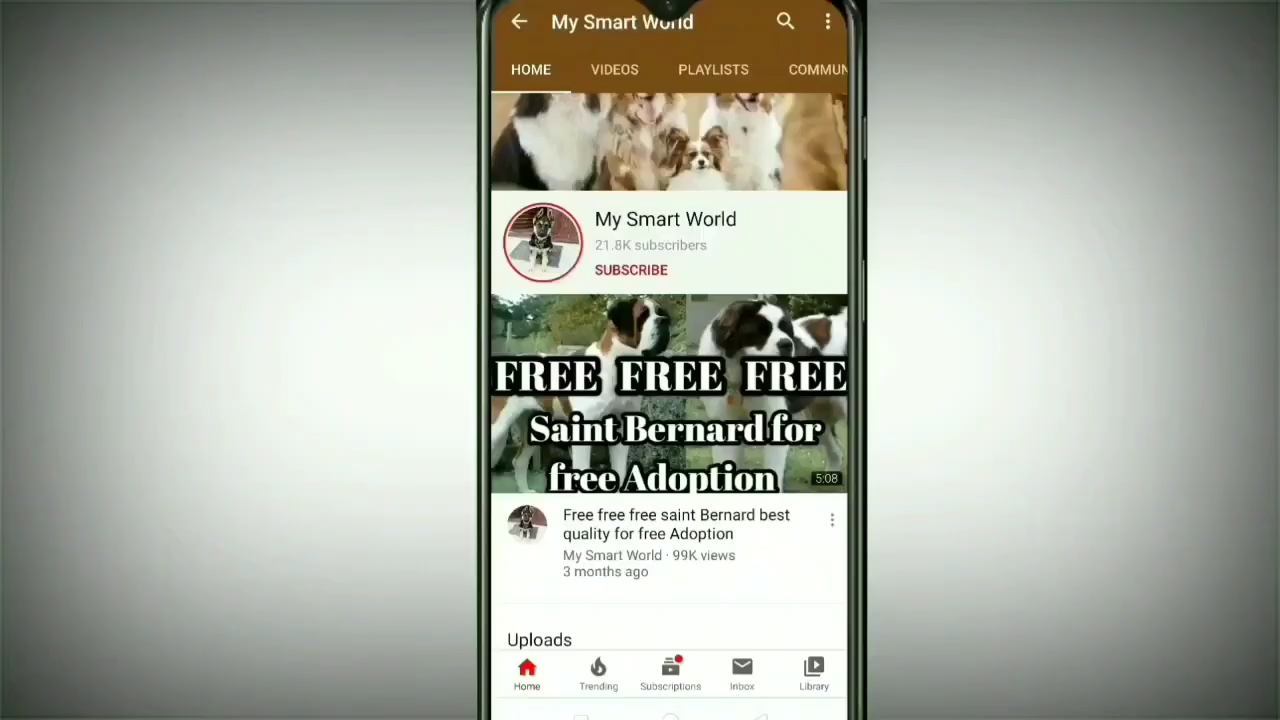 My Smart World
HOME VIDEOS PLAYLISTS COMMUN
My Smart World
21.8K subscribers
SUBSCRIBE
FREE FREE FREE
Saint Bernard for
free Adoption
5:08
Free free free saint Bernard best
quality for free Adoption
My Smart World · 99K views
3 months ago
Uploads
Home Trending Subscriptions Inbox Library